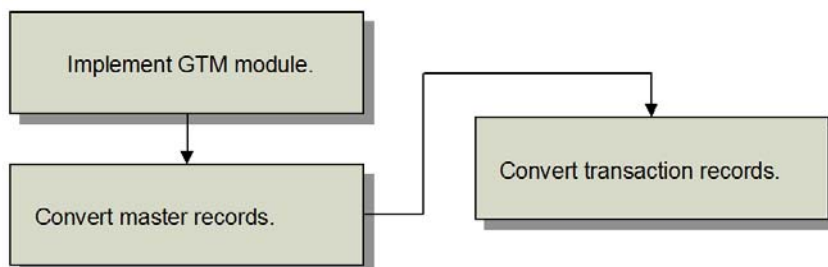 Implement GTM module.
Convert master records.
Convert transaction records.